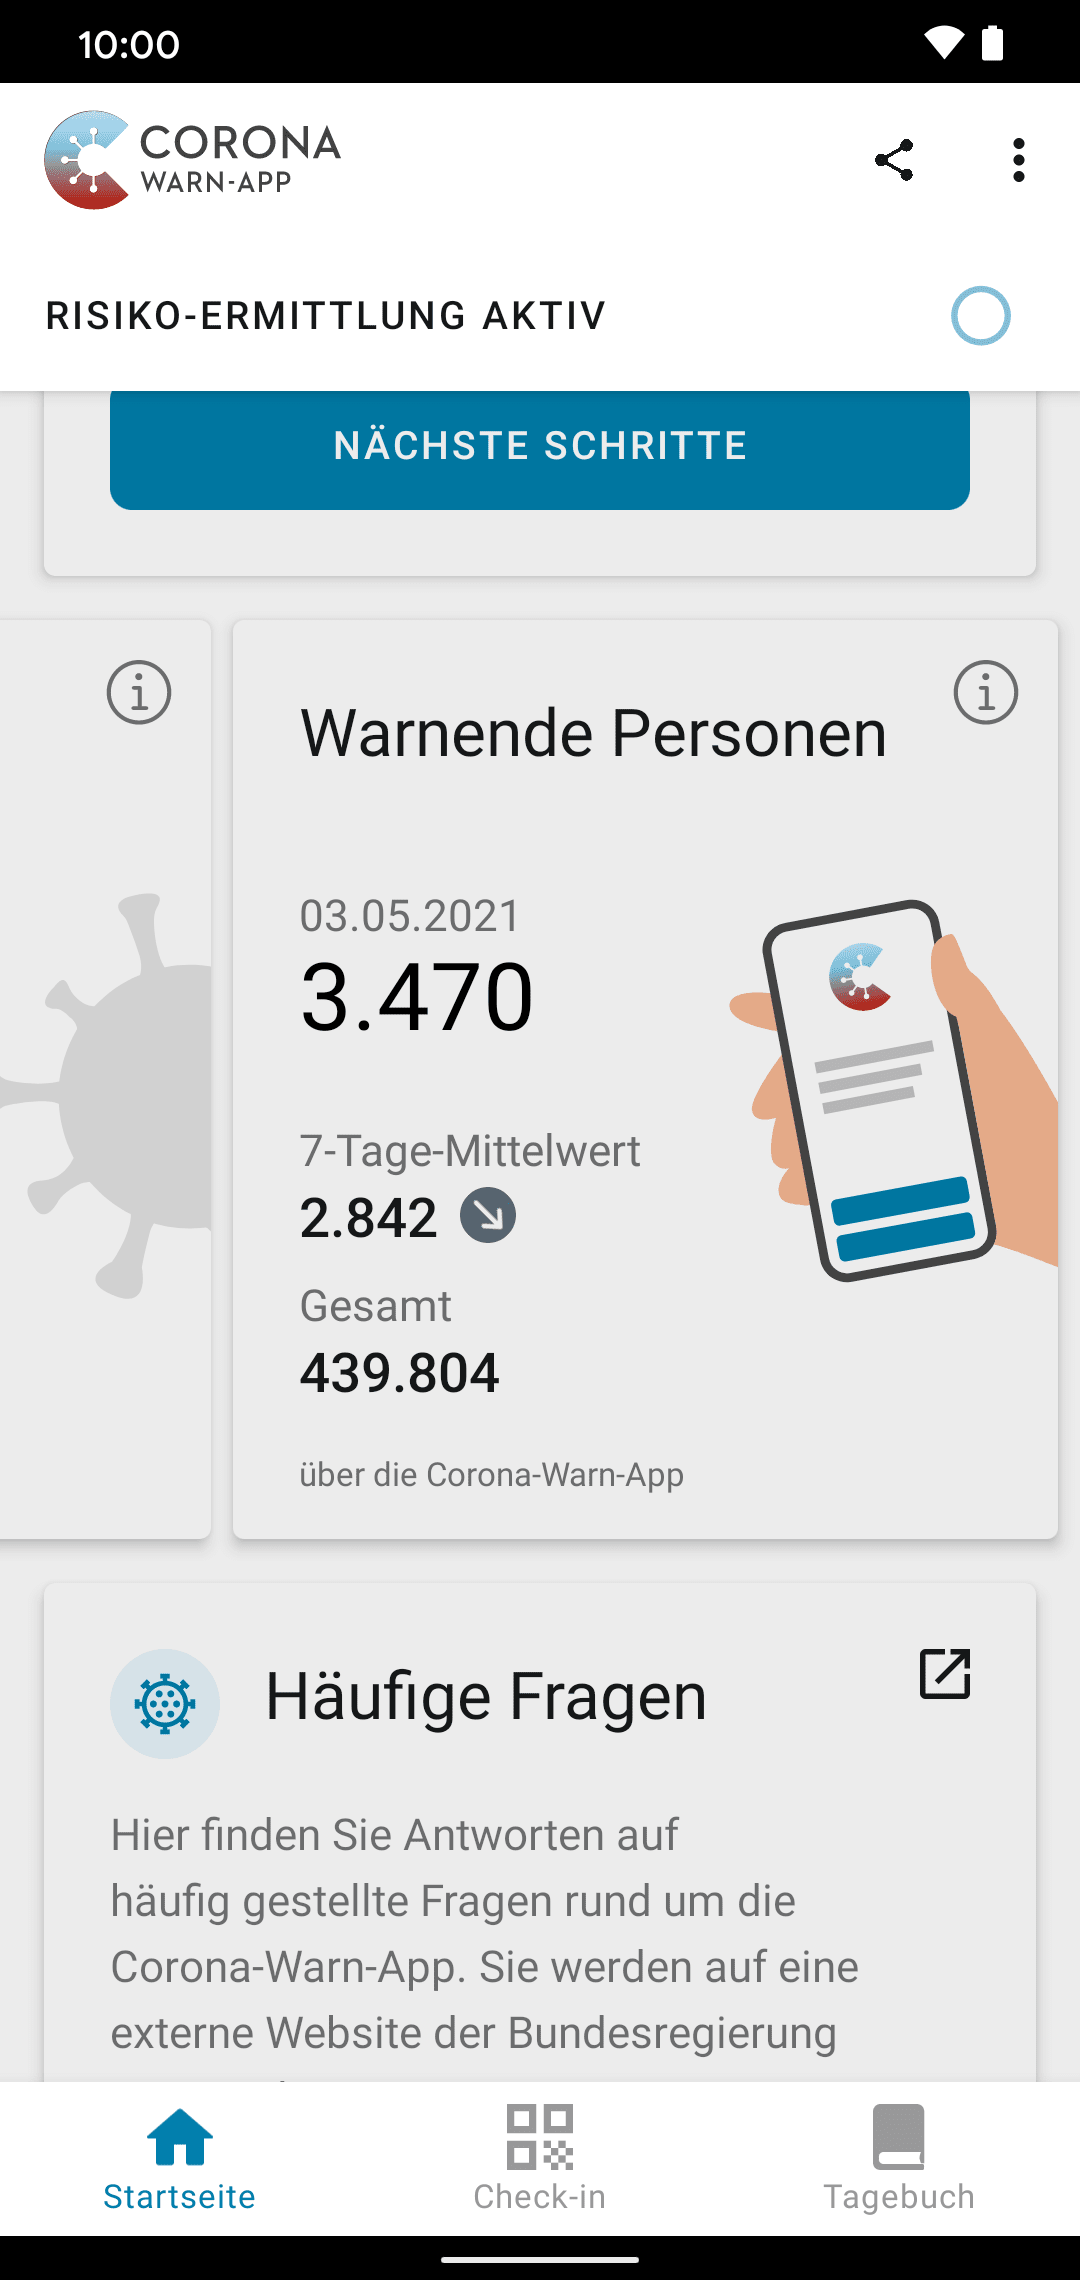 10:00
CORONA
WARN-APP
RISIKO-ERMITTLUNG AKTIV
NÄCHSTE SCHRITTE
Warnende Personen
03.05.2021
3.470
7-Tage-Mittelwert
2.842
Gesamt
439.804
über die Corona-Warn-App
Häufige Fragen
Hier finden Sie Antworten auf
häufig gestellte Fragen rund um die
Corona-Warn-App. Sie werden auf eine
externe Website der Bundesregierung
Startseite
Check-in
Tagebuch